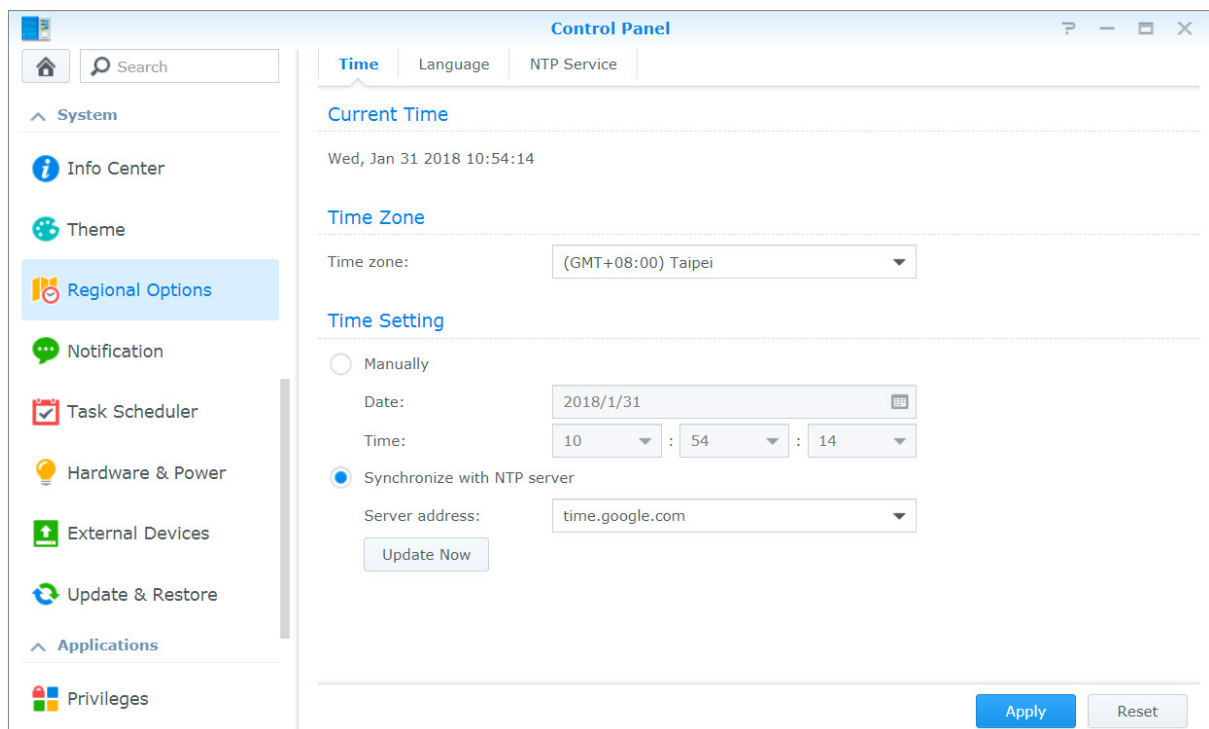 Control Panel
Search
System
Info Center
Theme
Regional Options
Notification
Task Scheduler
Hardware & Power
External Devices
Update & Restore
Applications
Privileges
Time Language NTP Service
Current Time
Wed, Jan 31 2018 10:54:14
Time Zone
Time zone: (GMT+08:00) Taipei
Time Setting
Manually
Date: 2018/1/31
Time: 10 : 54 : 14
Synchronize with NTP server
Server address: time.google.com
Update Now
Apply Reset